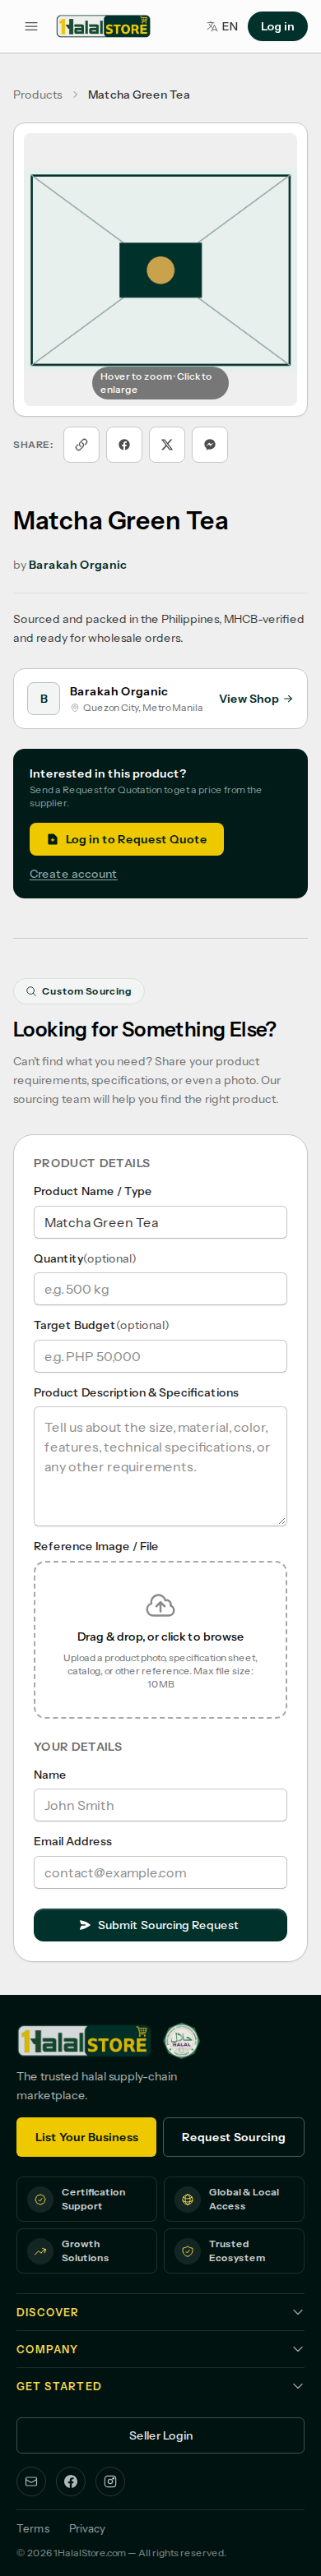 1Halal STORE
EN
Log in
Products > Matcha Green Tea
Hover to zoom · Click to
enlarge
SHARE:
Matcha Green Tea
by Barakah Organic
Sourced and packed in the Philippines, MHCB-verified
and ready for wholesale orders.
B
Barakah Organic
Quezon City, Metro Manila
View Shop →
Interested in this product?
Send a Request for Quotation to get a price from the
supplier.
Log in to Request Quote
Create account
Custom Sourcing
Looking for Something Else?
Can't find what you need? Share your product
requirements, specifications, or even a photo. Our
sourcing team will help you find the right product.
PRODUCT DETAILS
Product Name / Type
Matcha Green Tea
Quantity(optional)
e.g. 500 kg
Target Budget(optional)
e.g. PHP 50,000
Product Description & Specifications
Tell us about the size, material, color,
features, technical specifications, or
any other requirements.
Reference Image / File
Drag & drop, or click to browse
Upload a product photo, specification sheet,
catalog, or other reference. Max file size:
10MB
YOUR DETAILS
Name
John Smith
Email Address
contact@example.com
Submit Sourcing Request
1Halal STORE
HALAL
The trusted halal supply-chain
marketplace.
List Your Business
Request Sourcing
Certification
Support
Global & Local
Access
Growth
Solutions
Trusted
Ecosystem
DISCOVER
COMPANY
GET STARTED
Seller Login
Terms
Privacy
© 2026 1HalalStore.com — All rights reserved.